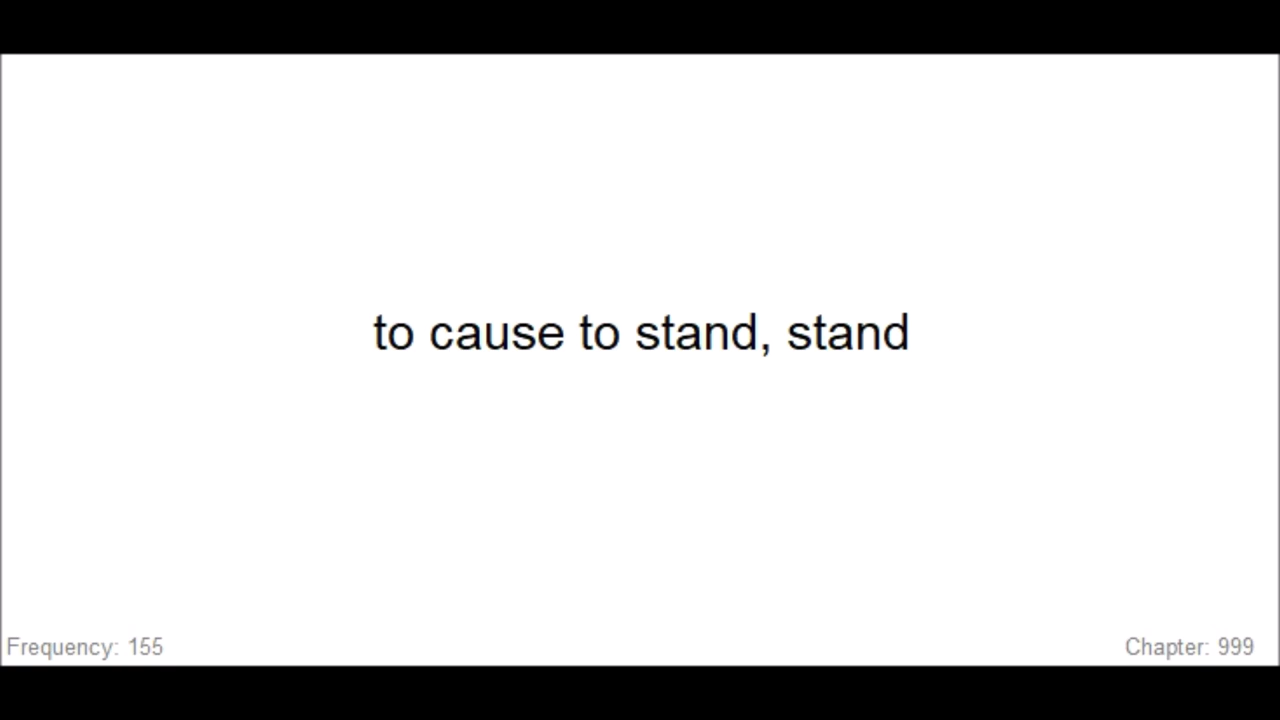 to cause to stand, stand
Frequency: 155
Chapter: 999